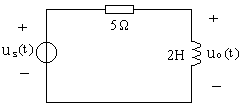 +
+
5Ω
uₛ(t)
2H
uₒ(t)
−
−